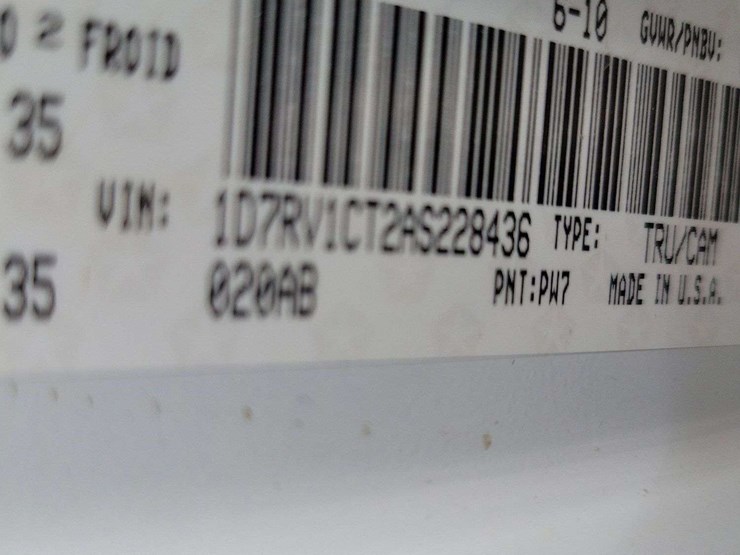 6-10 GVWR/PNBV:
2 FROID
35
VIN: 1D7RV1CT2AS228436 TYPE: TRU/CAM
35 020AB PNT:PW7 MADE IN U.S.A.